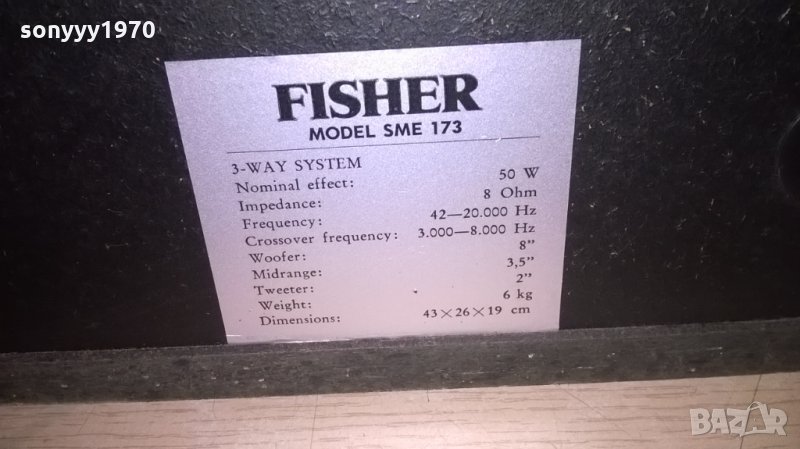 sonyyy1970
FISHER
MODEL SME 173
3-WAY SYSTEM
Nominal effect: 50 W
Impedance: 8 Ohm
Frequency: 42—20.000 Hz
Crossover frequency: 3.000—8.000 Hz
Woofer: 8”
Midrange: 3,5”
Tweeter: 2”
Weight: 6 kg
Dimensions: 43×26×19 cm
BAZAR